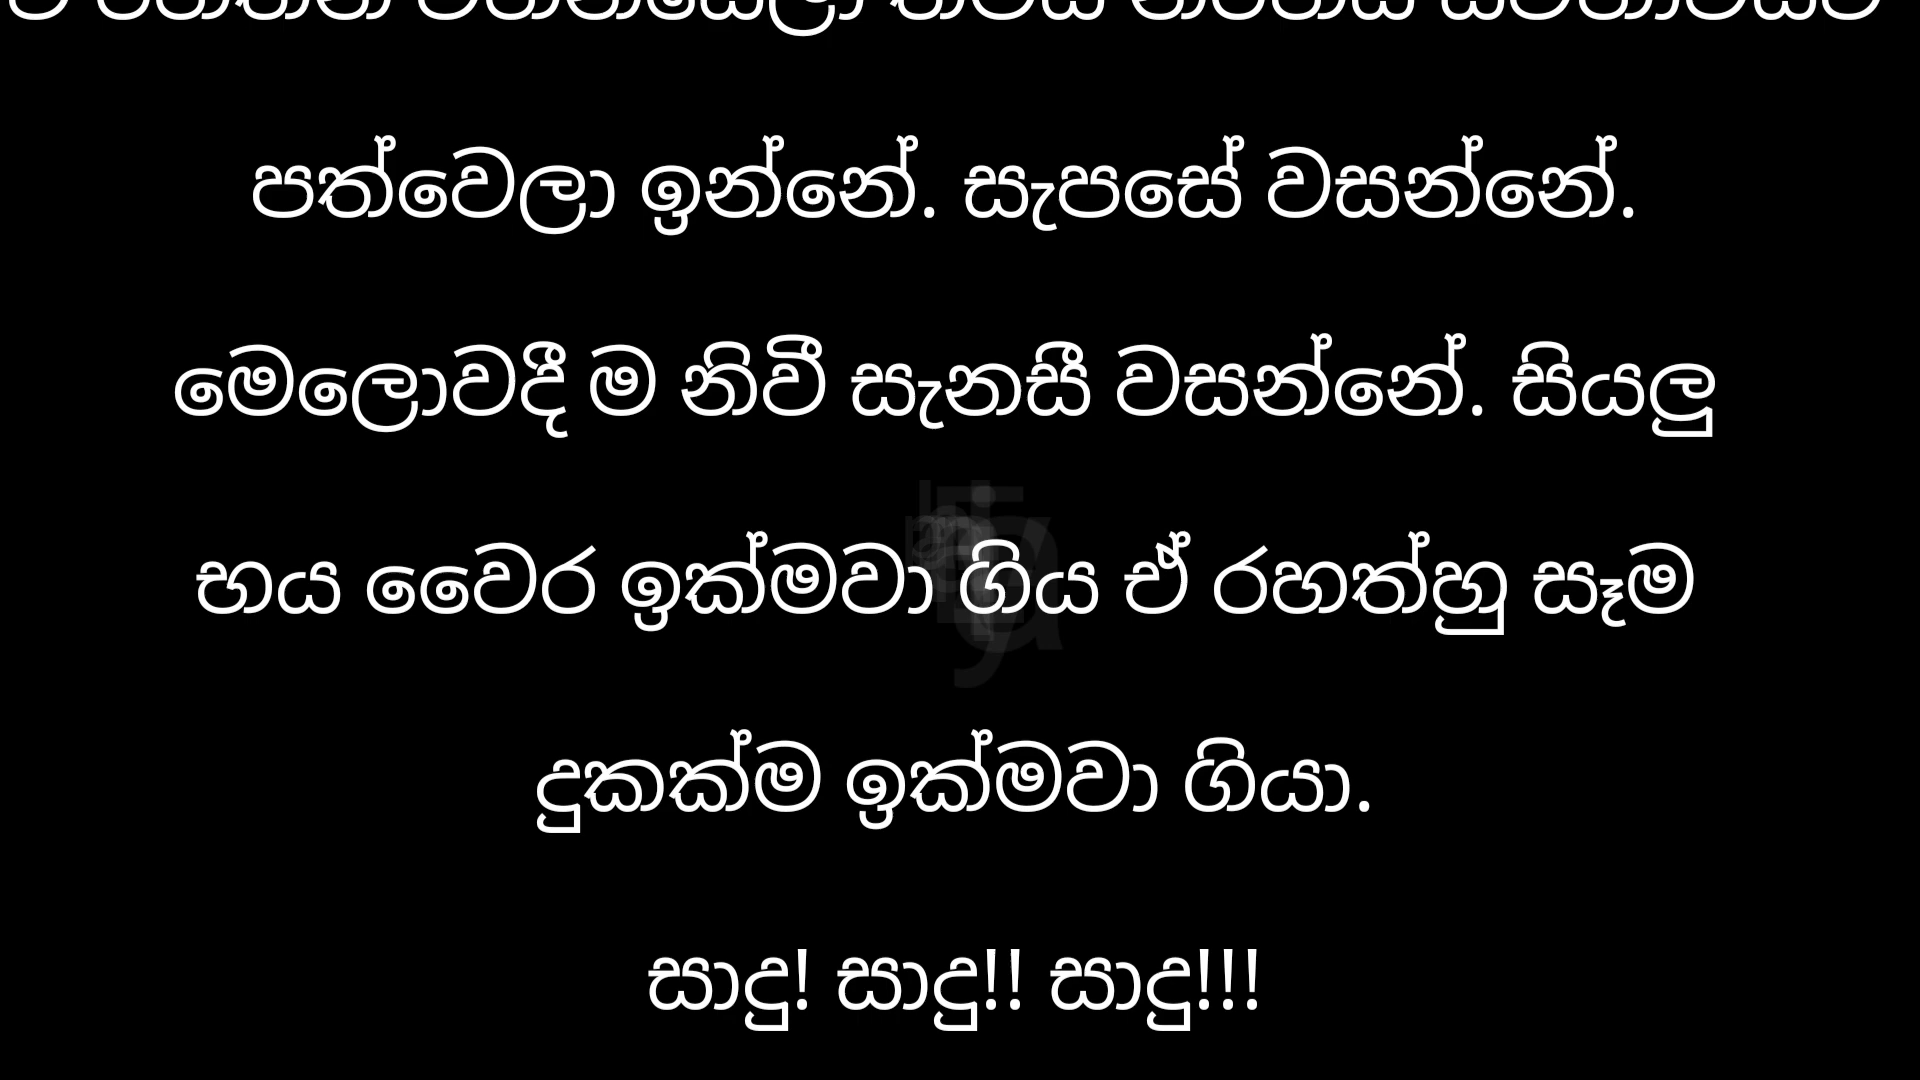 පත්වෙලා ඉන්නේ. සැපසේ වසන්නේ.
මෙලොවදී ම නිවී සැනසී වසන්නේ. සියලු
භය වෛර ඉක්මවා ගිය ඒ රහත්හු සෑම
දුකක්ම ඉක්මවා ගියා.
සාදු! සාදු!! සාදු!!!